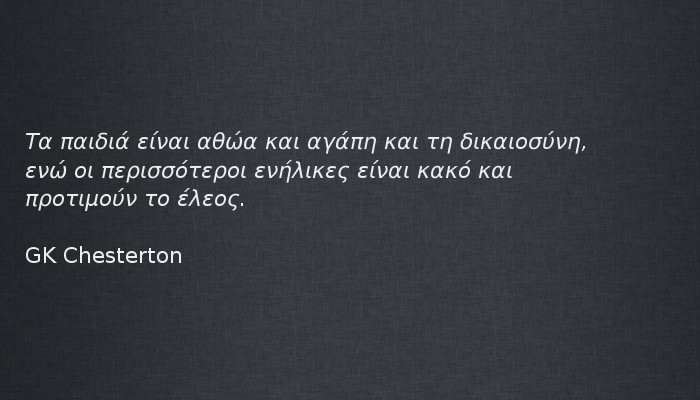 Τα παιδιά είναι αθώα και αγάπη και τη δικαιοσύνη,
ενώ οι περισσότεροι ενήλικες είναι κακό και
προτιμούν το έλεος.
GK Chesterton